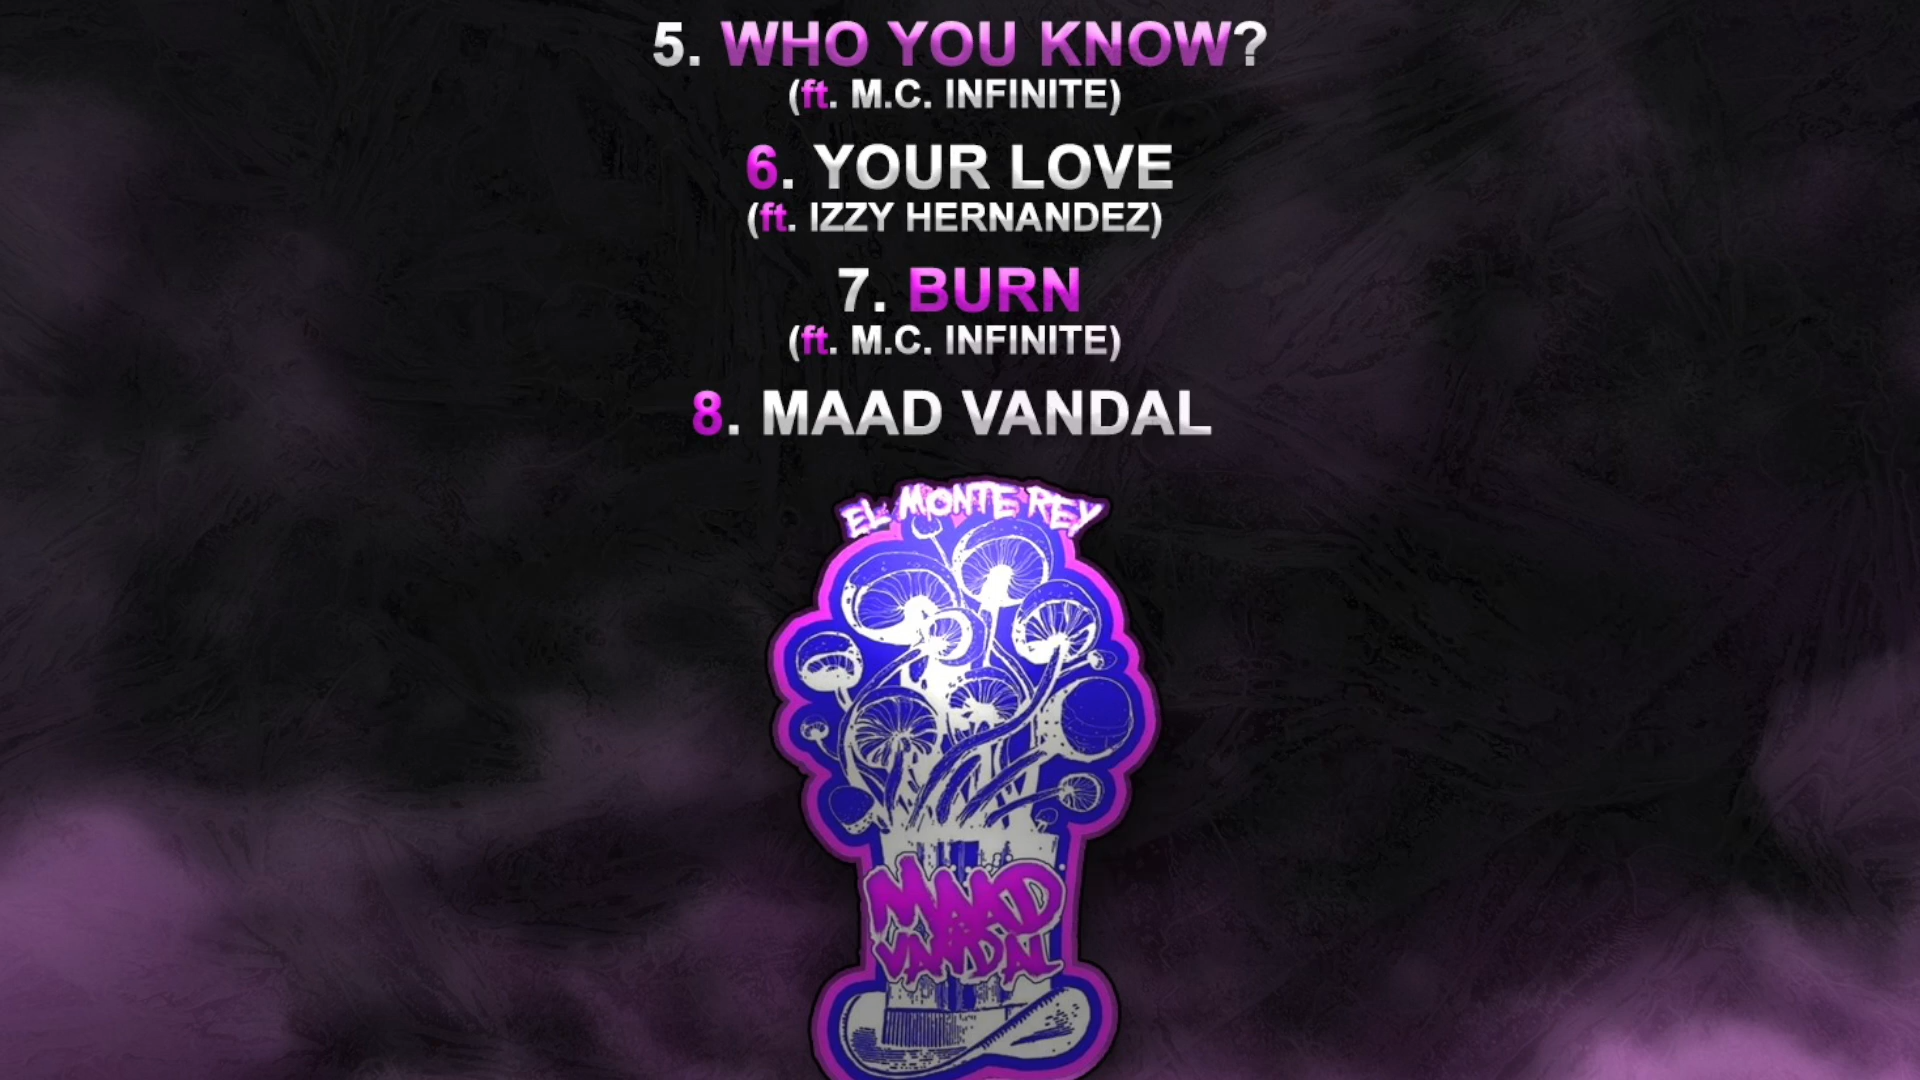 5. WHO YOU KNOW?
(ft. M.C. INFINITE)
6. YOUR LOVE
(ft. IZZY HERNANDEZ)
7. BURN
(ft. M.C. INFINITE)
8. MAAD VANDAL
EL MONTE REY
MAAD
VANDAL